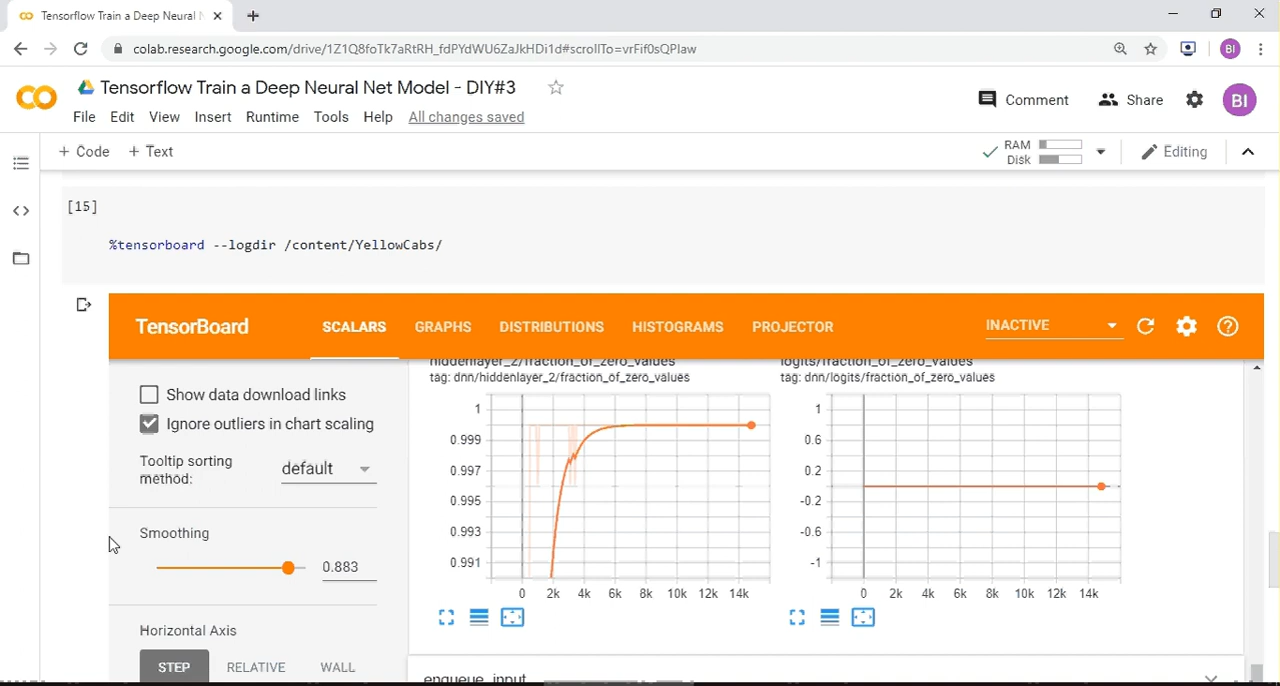 Tensorflow Train a Deep Neural N
colab.research.google.com/drive/1Z1Q8foTk7aRtRH_fdPYdWU6ZaJkHDi1d#scrollTo=vrFif0sQPlaw
BI
Tensorflow Train a Deep Neural Net Model - DIY#3
Comment
Share
BI
File Edit View Insert Runtime Tools Help All changes saved
+ Code + Text
RAM
Disk
Editing
[15]
%tensorboard --logdir /content/YellowCabs/
TensorBoard SCALARS GRAPHS DISTRIBUTIONS HISTOGRAMS PROJECTOR INACTIVE
Show data download links
Ignore outliers in chart scaling
Tooltip sorting
method:
default
Smoothing
0.883
Horizontal Axis
STEP RELATIVE WALL
hiddenlayer_2/fraction_of_zero_values
tag: dnn/hiddenlayer_2/fraction_of_zero_values
1
0.999
0.997
0.995
0.993
0.991
0 2k 4k 6k 8k 10k 12k 14k
logits/fraction_of_zero_values
tag: dnn/logits/fraction_of_zero_values
1
0.6
0.2
-0.2
-0.6
-1
0 2k 4k 6k 8k 10k 12k 14k
enqueue_input